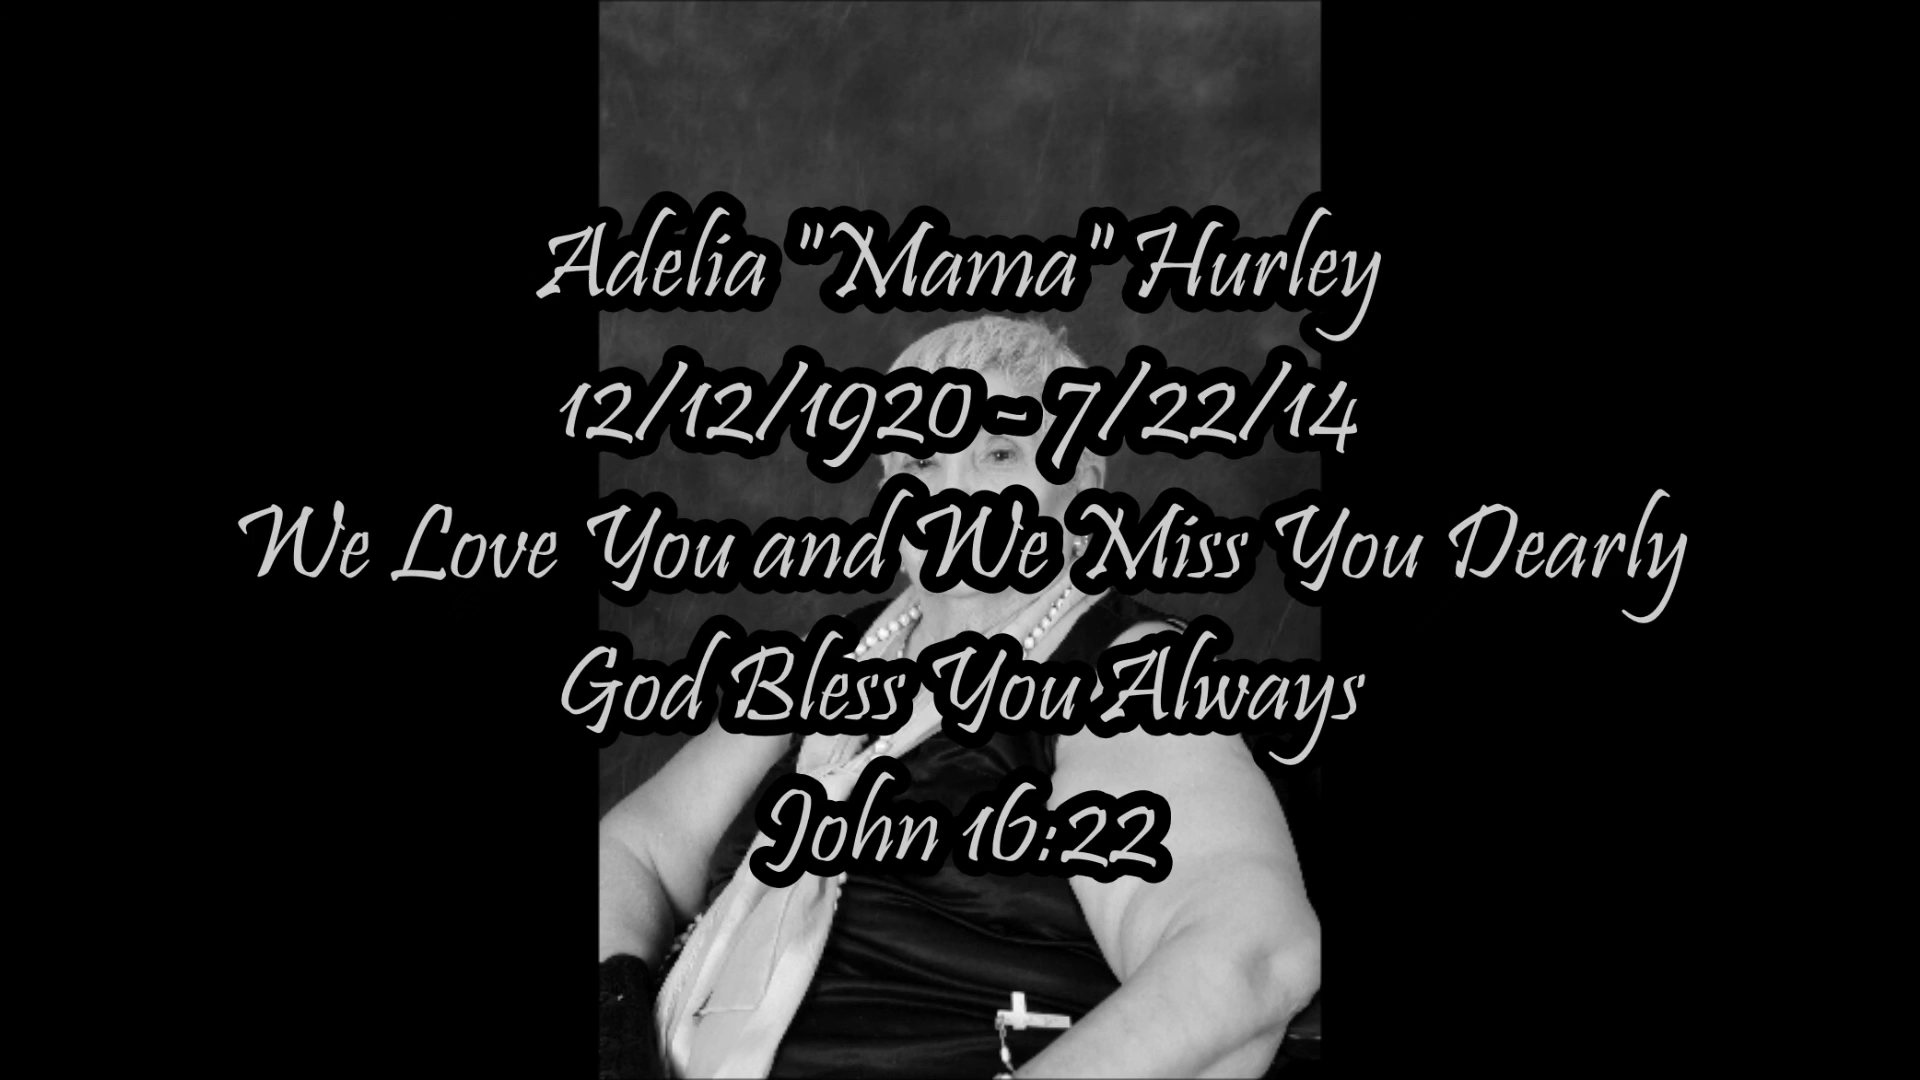 Adelia "Mama" Hurley
12/12/1920 - 7/22/14
We Love You and We Miss You Dearly
God Bless You Always
John 16:22